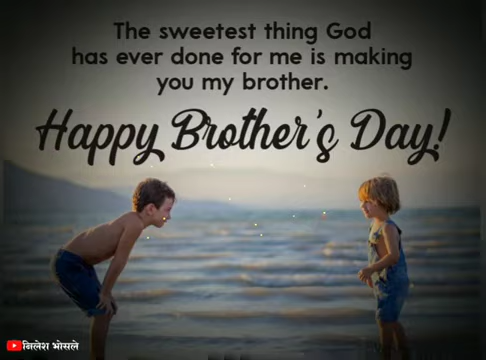 The sweetest thing God
has ever done for me is making
you my brother.
Happy Brother's Day!
निलेश भोसले